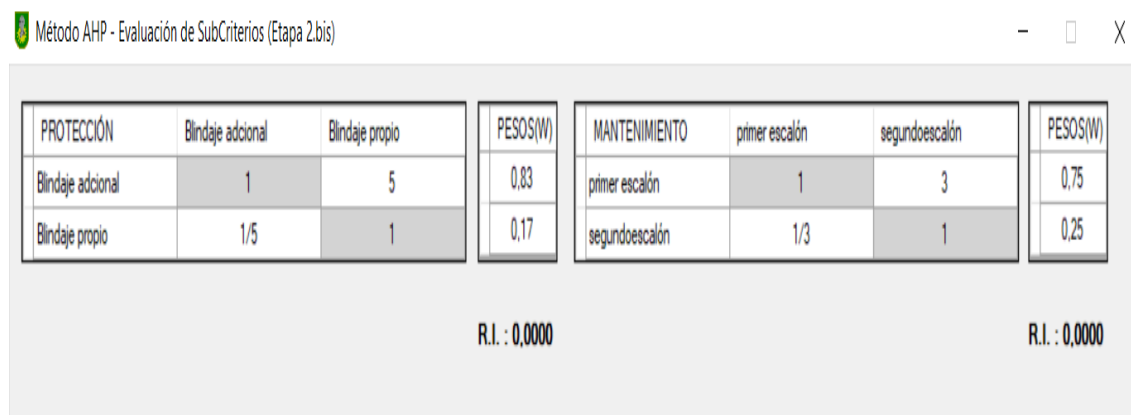 Método AHP - Evaluación de SubCriterios (Etapa 2.bis)
PROTECCIÓN Blindaje adcional Blindaje propio PESOS(W)
Blindaje adcional 1 5 0,83
Blindaje propio 1/5 1 0,17
R.I. : 0,0000
MANTENIMIENTO primer escalón segundoescalón PESOS(W)
primer escalón 1 3 0,75
segundoescalón 1/3 1 0,25
R.I. : 0,0000